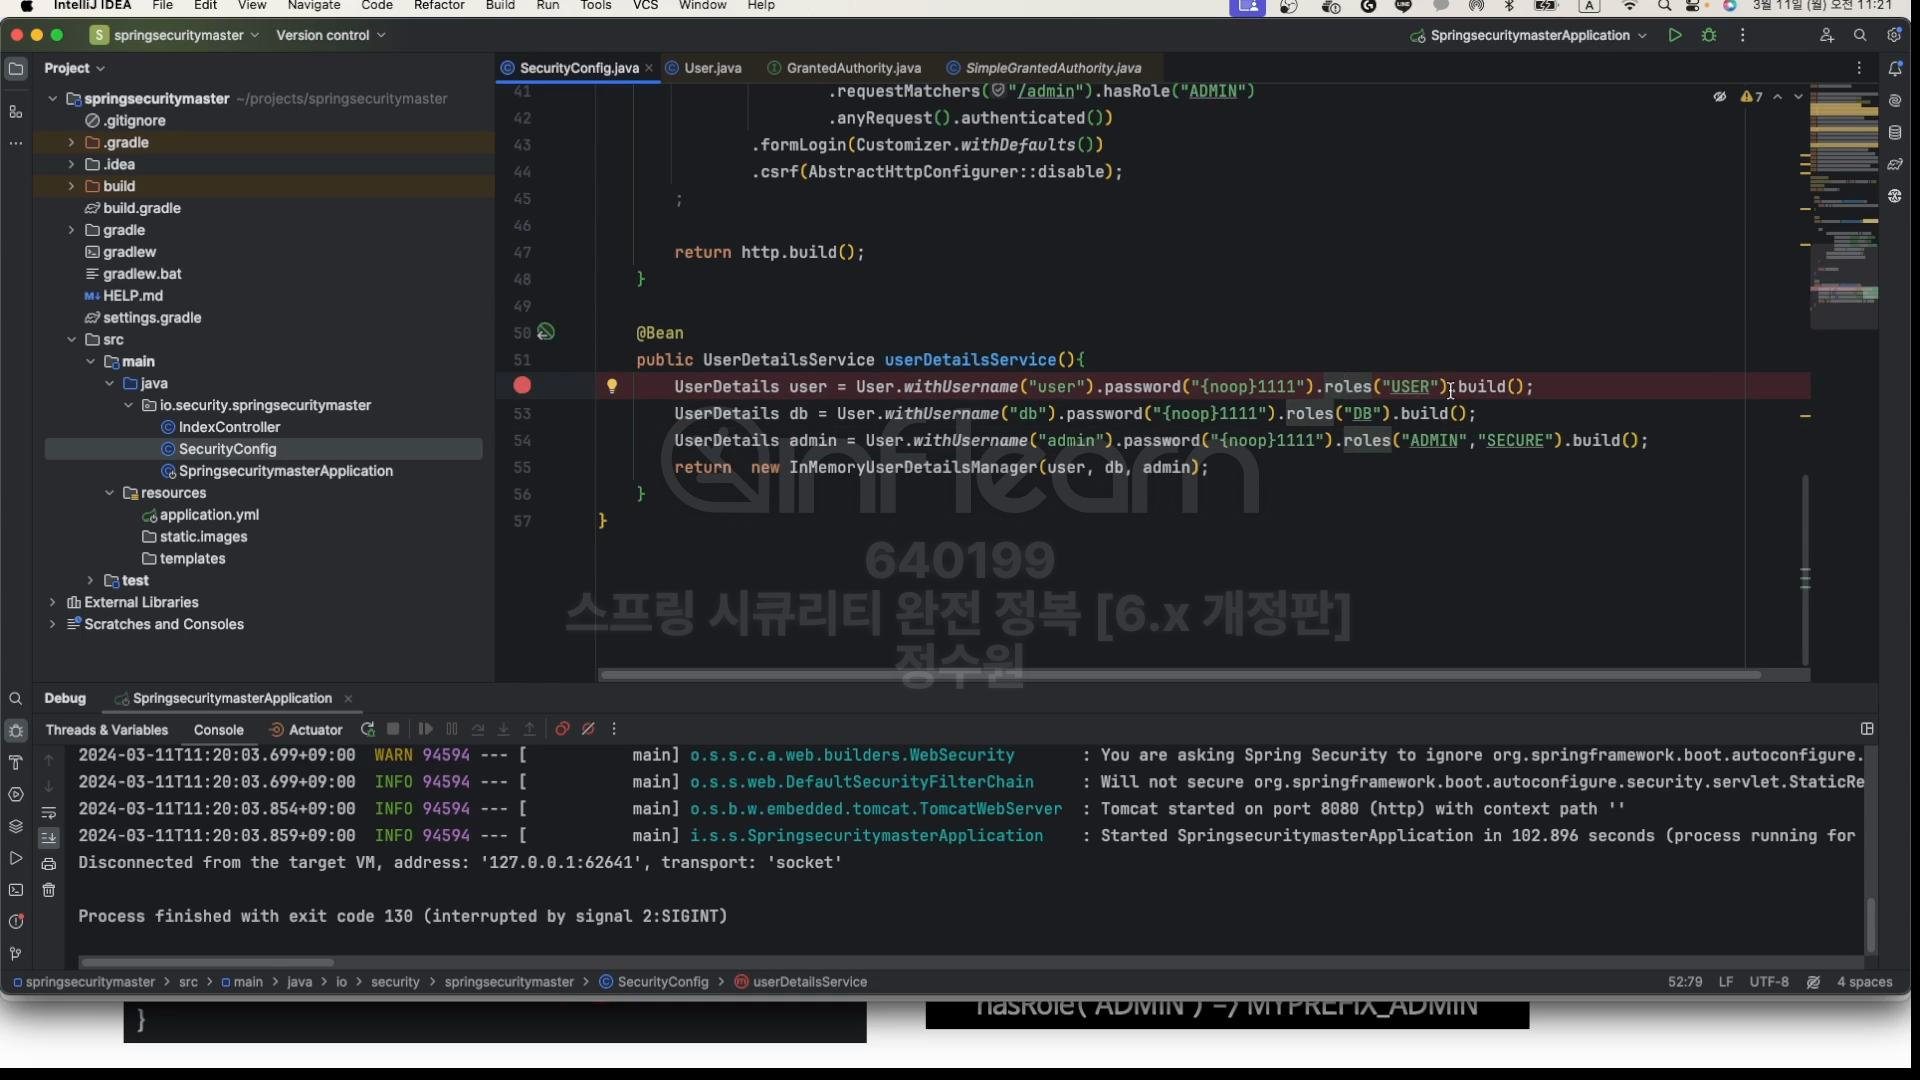 IntelliJ IDEA File Edit View Navigate Code Refactor Build Run Tools VCS Window Help
3월 11일 (월) 오전 11:21
S springsecuritymaster Version control
SpringsecuritymasterApplication
Project
SecurityConfig.java User.java GrantedAuthority.java SimpleGrantedAuthority.java
springsecuritymaster ~/projects/springsecuritymaster
.gitignore
.gradle
.idea
build
build.gradle
gradle
gradlew
gradlew.bat
HELP.md
settings.gradle
src
main
java
io.security.springsecuritymaster
IndexController
SecurityConfig
SpringsecuritymasterApplication
resources
application.yml
static.images
templates
test
External Libraries
Scratches and Consoles
7
41 .requestMatchers("/admin").hasRole("ADMIN")
42 .anyRequest().authenticated())
43 .formLogin(Customizer.withDefaults())
44 .csrf(AbstractHttpConfigurer::disable);
45 ;
46
47 return http.build();
48 }
49
50 @Bean
51 public UserDetailsService userDetailsService(){
UserDetails user = User.withUsername("user").password("{noop}1111").roles("USER").build();
53 UserDetails db = User.withUsername("db").password("{noop}1111").roles("DB").build();
54 UserDetails admin = User.withUsername("admin").password("{noop}1111").roles("ADMIN","SECURE").build();
55 return new InMemoryUserDetailsManager(user, db, admin);
56 }
57 }
inflearn
640199
스프링 시큐리티 완전 정복 [6.x 개정판]
정수원
Debug SpringsecuritymasterApplication
Threads & Variables Console Actuator
2024-03-11T11:20:03.699+09:00 WARN 94594 --- [ main] o.s.s.c.a.web.builders.WebSecurity : You are asking Spring Security to ignore org.springframework.boot.autoconfigure.
2024-03-11T11:20:03.699+09:00 INFO 94594 --- [ main] o.s.s.web.DefaultSecurityFilterChain : Will not secure org.springframework.boot.autoconfigure.security.servlet.StaticRe
2024-03-11T11:20:03.854+09:00 INFO 94594 --- [ main] o.s.b.w.embedded.tomcat.TomcatWebServer : Tomcat started on port 8080 (http) with context path ''
2024-03-11T11:20:03.859+09:00 INFO 94594 --- [ main] i.s.s.SpringsecuritymasterApplication : Started SpringsecuritymasterApplication in 102.896 seconds (process running for
Disconnected from the target VM, address: '127.0.0.1:62641', transport: 'socket'
Process finished with exit code 130 (interrupted by signal 2:SIGINT)
springsecuritymaster > src > main > java > io > security > springsecuritymaster > SecurityConfig > userDetailsService
52:79 LF UTF-8 4 spaces
}
hasRole("ADMIN") => MYPREFIX_ADMIN